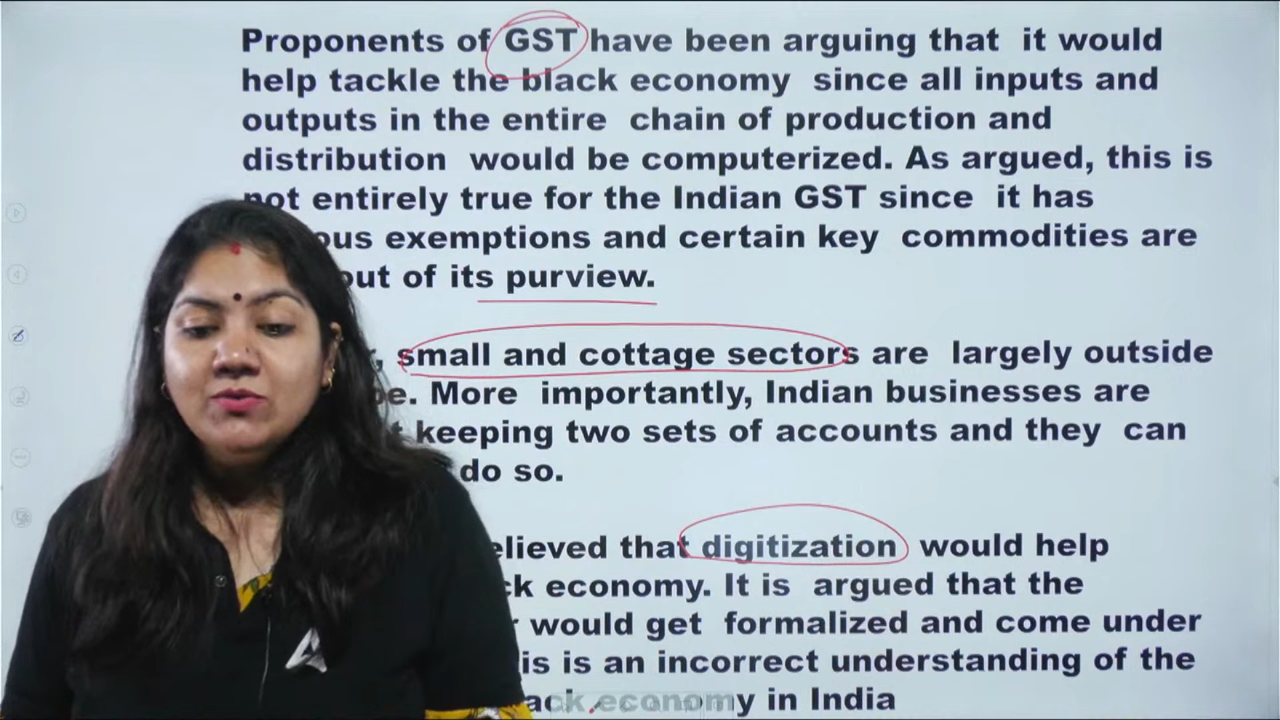 Proponents of GST have been arguing that it would
help tackle the black economy since all inputs and
outputs in the entire chain of production and
distribution would be computerized. As argued, this is
not entirely true for the Indian GST since it has
exemptions and certain key commodities are
out of its purview.
small and cottage sectors are largely outside
More importantly, Indian businesses are
keeping two sets of accounts and they can
do so.
that digitization would help
economy. It is argued that the
would get formalized and come under
is an incorrect understanding of the
economy in India